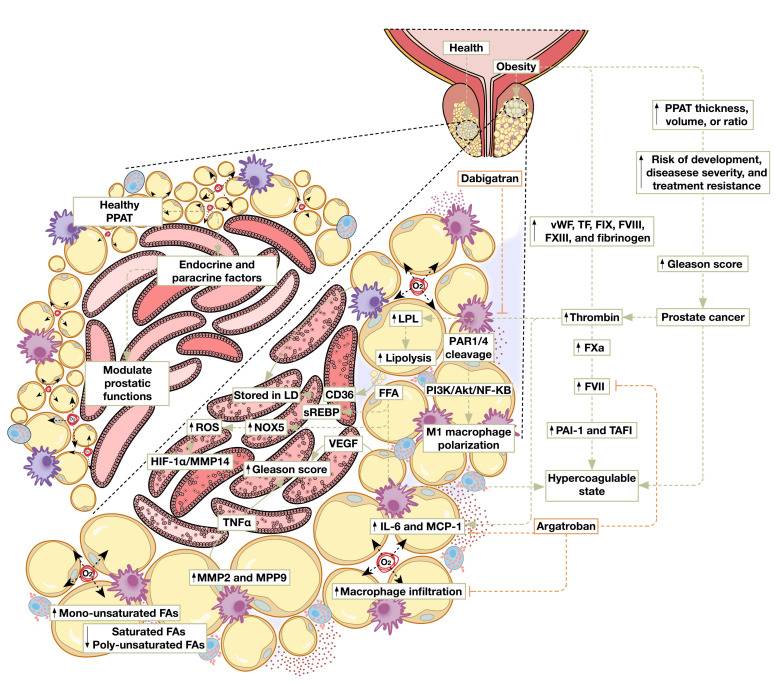 Health
Obesity
↑ PPAT thickness,
volume, or ratio
↑ Risk of development,
diseasese severity, and
treatment resistance
Dabigatran
Healthy
PPAT
↑ vWF, TF, FIX, FVIII,
FXIII, and fibrinogen
Endocrine and
paracrine factors
↑ Gleason score
O₂
↑ LPL
↑ Thrombin
Prostate cancer
PAR1/4
cleavage
↑ FXa
↑ Lipolysis
Modulate
prostatic
functions
↑ FVII
Stored in LD
CD36
FFA
PI3K/Akt/NF-KB
sREBP
↑ ROS
↑ NOX5
M1 macrophage
polarization
↑ PAI-1 and TAFI
VEGF
HIF-1α/MMP14
↑ Gleason score
Hypercoagulable
state
TNFα
↑ IL-6 and MCP-1
Argatroban
O₂
O₂
↑ MMP2 and MPP9
↑ Macrophage infiltration
↑ Mono-unsaturated FAs
↓ Saturated FAs
Poly-unsaturated FAs